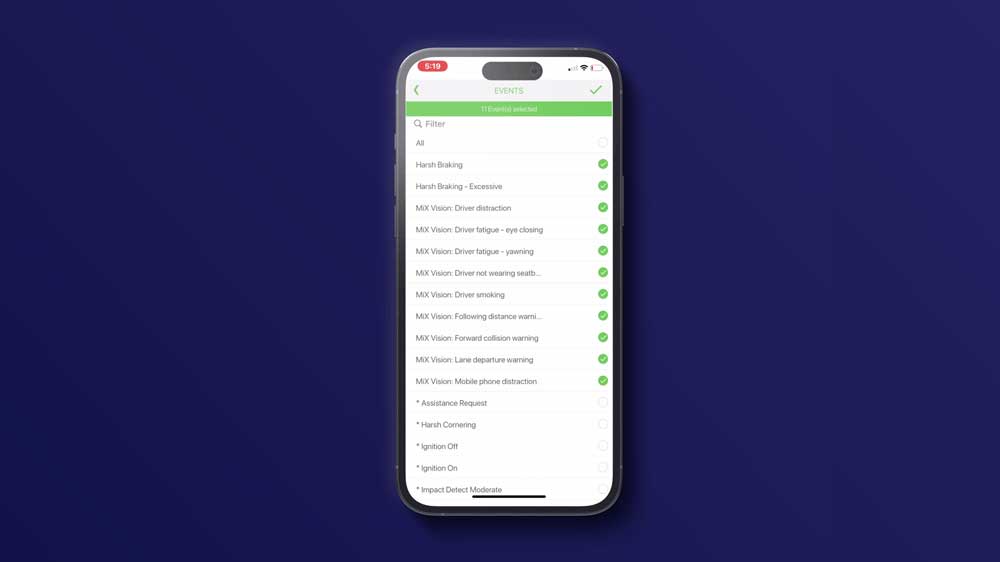 5:19
EVENTS
11 Event(s) selected
Filter
All
Harsh Braking
Harsh Braking - Excessive
MiX Vision: Driver distraction
MiX Vision: Driver fatigue - eye closing
MiX Vision: Driver fatigue - yawning
MiX Vision: Driver not wearing seatb...
MiX Vision: Driver smoking
MiX Vision: Following distance warni...
MiX Vision: Forward collision warning
MiX Vision: Lane departure warning
MiX Vision: Mobile phone distraction
* Assistance Request
* Harsh Cornering
* Ignition Off
* Ignition On
* Impact Detect Moderate